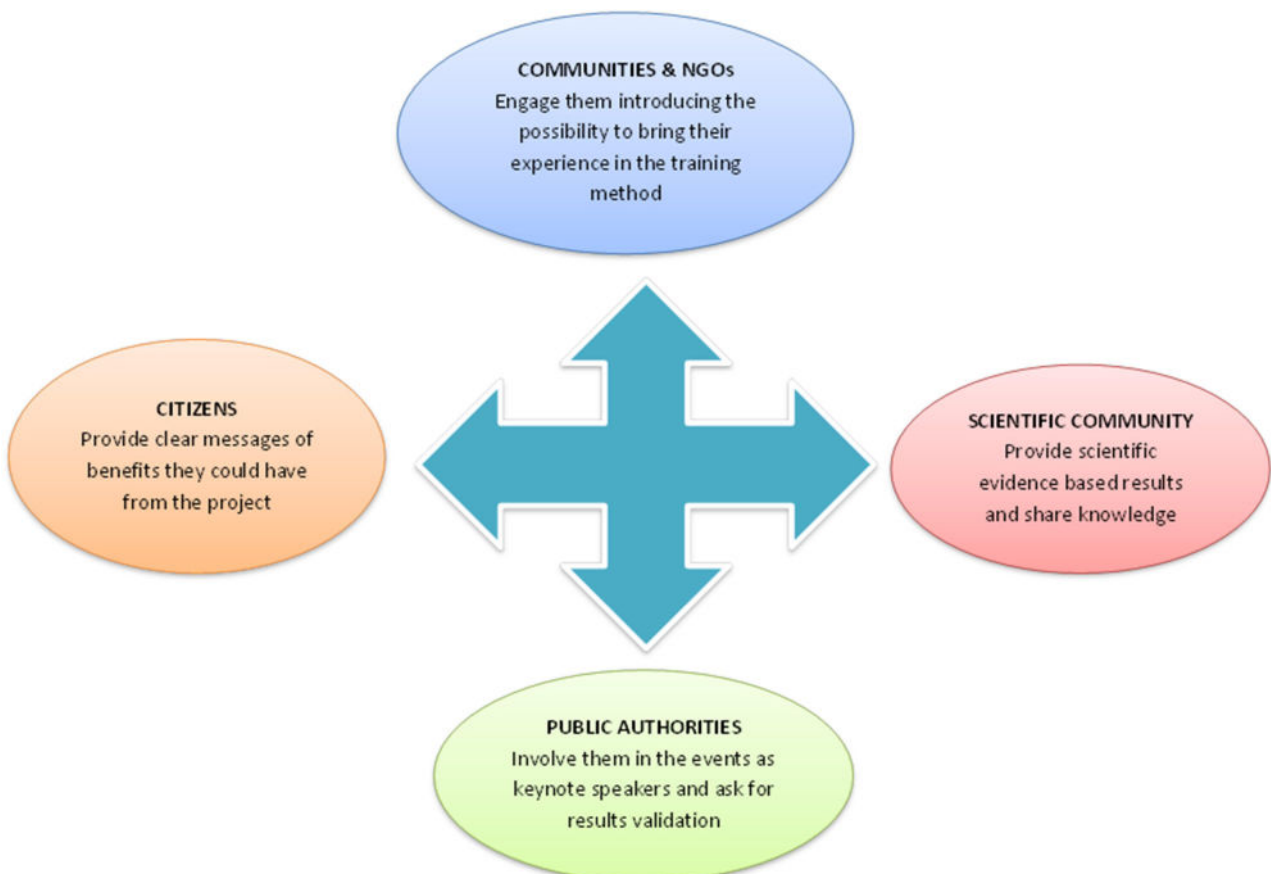 COMMUNITIES & NGOs
Engage them introducing the
possibility to bring their
experience in the training
method
CITIZENS
Provide clear messages of
benefits they could have
from the project
SCIENTIFIC COMMUNITY
Provide scientific
evidence based results
and share knowledge
PUBLIC AUTHORITIES
Involve them in the events as
keynote speakers and ask for
results validation